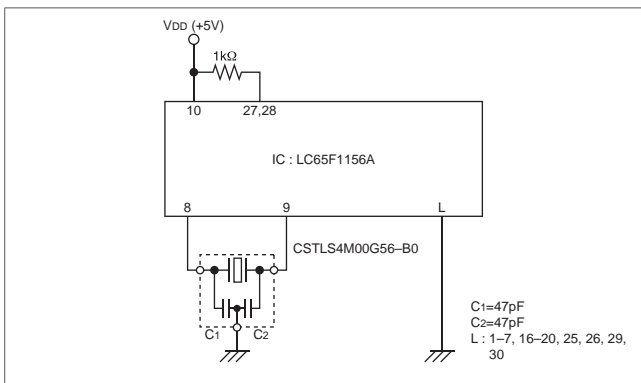 VDD (+5V)
1kΩ
10
27,28
IC : LC65F1156A
8
9
L
CSTLS4M00G56–B0
C1
C2
C1=47pF
C2=47pF
L : 1–7, 16–20, 25, 26, 29,
30